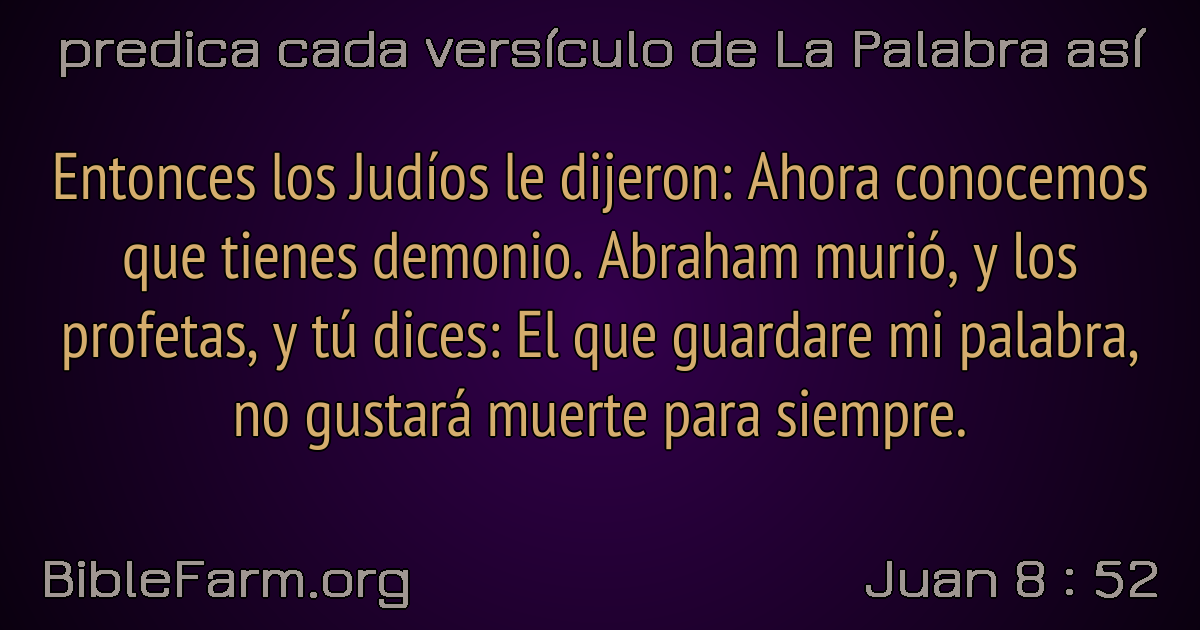 predica cada versículo de La Palabra así
Entonces los Judíos le dijeron: Ahora conocemos
que tienes demonio. Abraham murió, y los
profetas, y tú dices: El que guardare mi palabra,
no gustará muerte para siempre.
BibleFarm.org
Juan 8 : 52